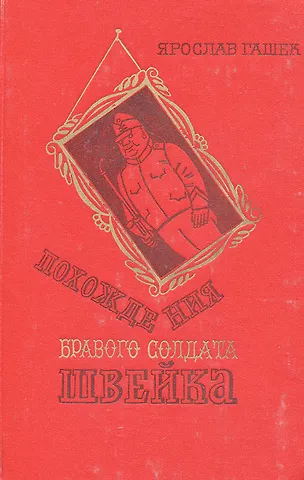 ЯРОСЛАВ ГАШЕК
ПОХОЖДЕНИЯ
БРАВОГО СОЛДАТА
ШВЕЙКА